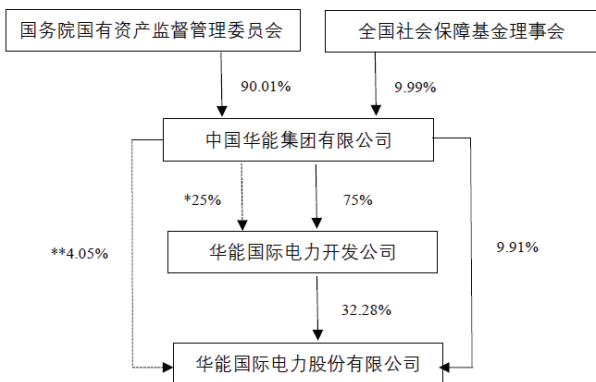 国务院国有资产监督管理委员会
全国社会保障基金理事会
90.01%
9.99%
中国华能集团有限公司
*25%
75%
**4.05%
华能国际电力开发公司
9.91%
32.28%
华能国际电力股份有限公司